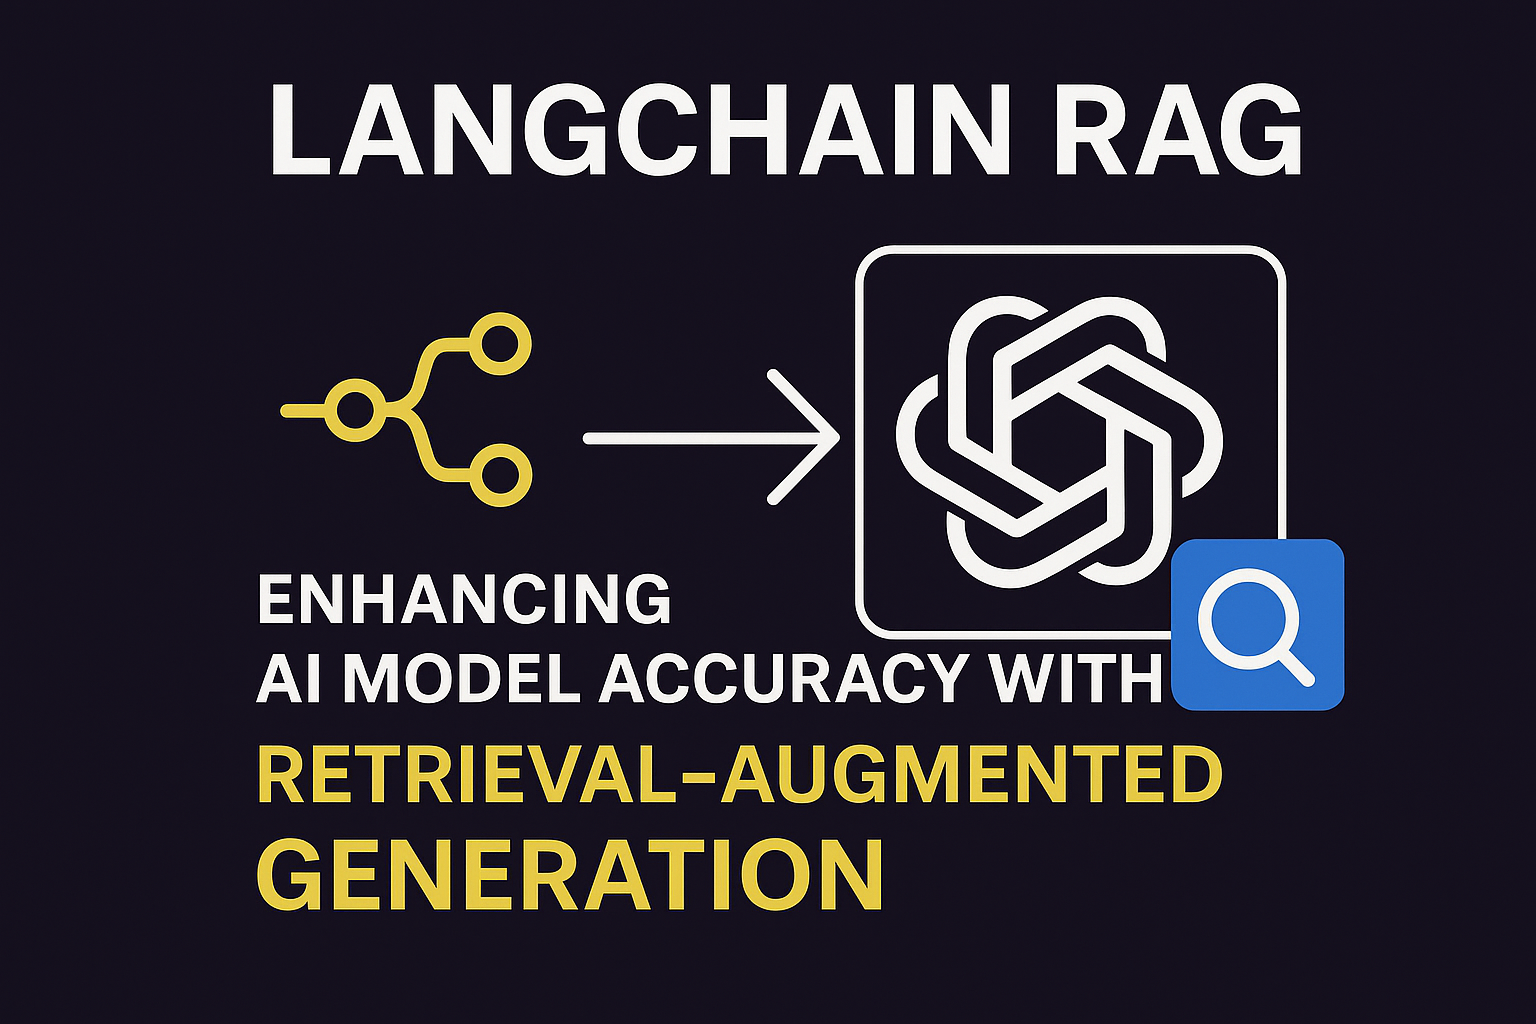 LANGCHAIN RAG
ENHANCING
AI MODEL ACCURACY WITH
RETRIEVAL-AUGMENTED
GENERATION